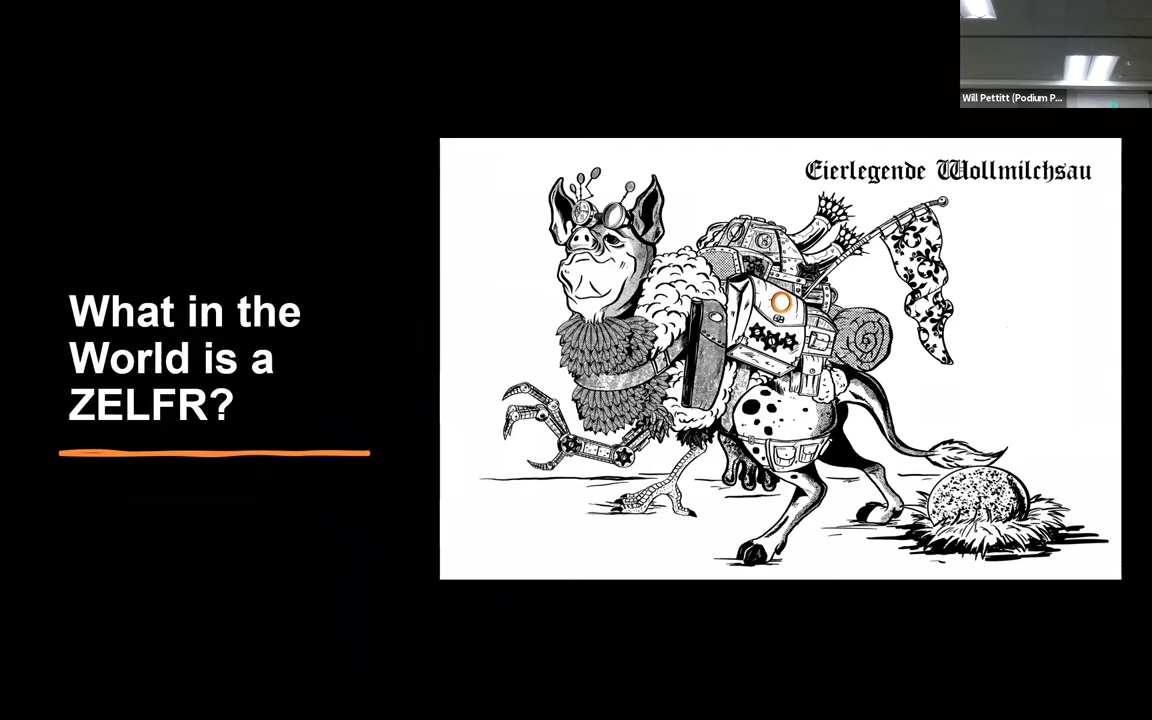 Will Pettitt (Podium P...
Eierlegende Wollmilchsau
What in the
World is a
ZELFR?